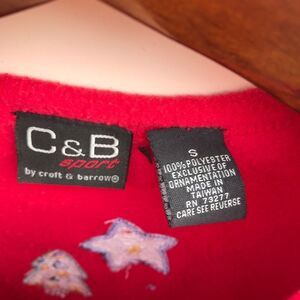 C&B
sport
by croft & barrow®
S
100% POLYESTER
EXCLUSIVE OF
ORNAMENTATION
MADE IN
TAIWAN
RN 73277
CARE SEE REVERSE